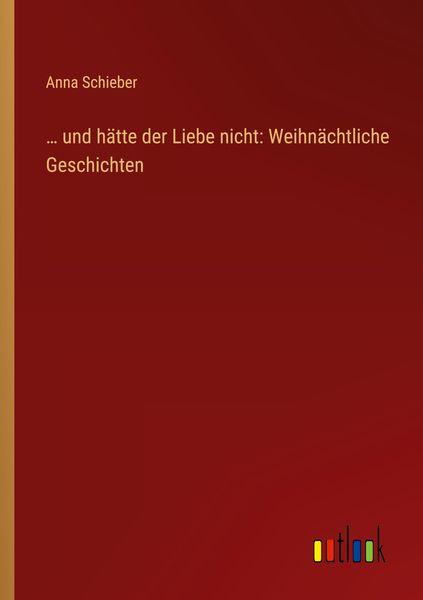 Anna Schieber
… und hätte der Liebe nicht: Weihnächtliche
Geschichten
outlook